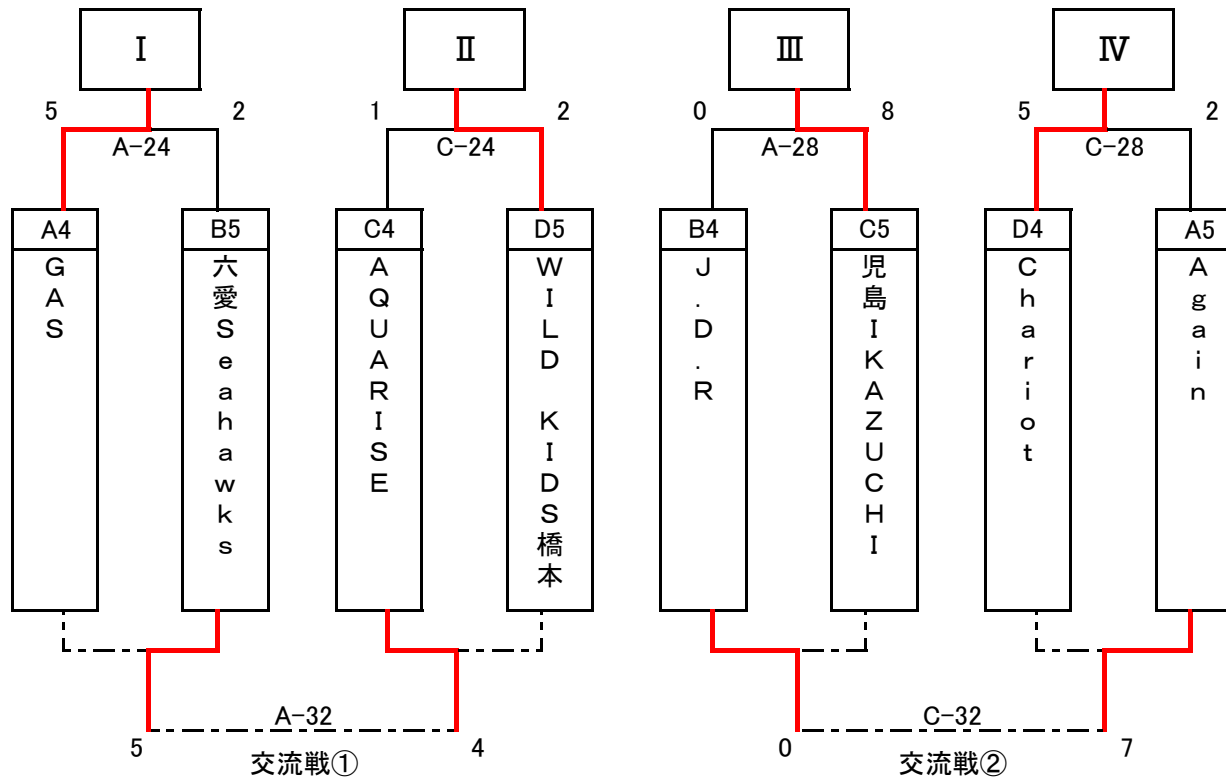 Ⅰ Ⅱ Ⅲ Ⅳ
5 2 1 2 0 8 5 2
A-24 C-24 A-28 C-28
A4 B5 C4 D5 B4 C5 D4 A5
GAS
六愛Seahawks
AQUARISE
WILD KIDS橋本
J.D.R
児島IKAZUCHI
Chariot
Again
A-32 C-32
5 4 0 7
交流戦① 交流戦②